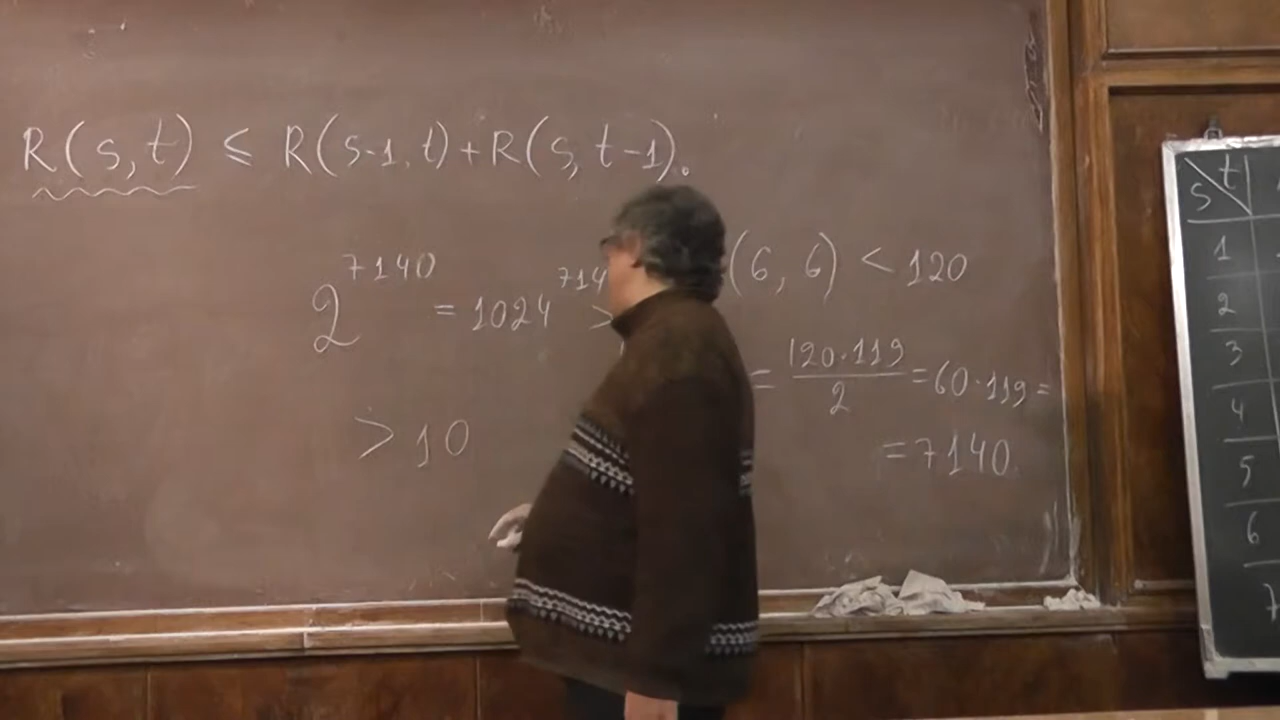 R(s,t) ≤ R(s-1,t)+R(s,t-1).
(6,6) < 120
2^7140 = 1024^714 >
= 120·119/2 = 60·119 =
> 10
= 7140
s t
1
2
3
4
5
6
7